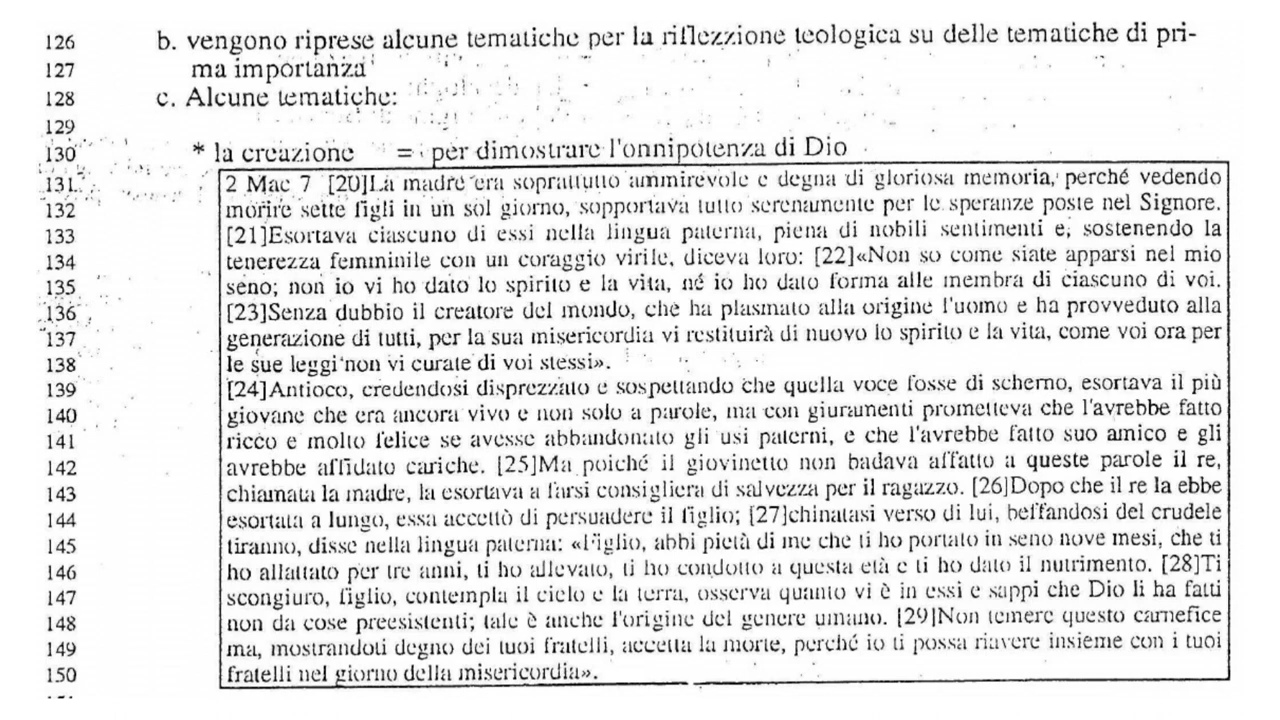 126 b. vengono riprese alcune tematiche per la riflezzione teologica su delle tematiche di pri-
127 ma importanza
128 c. Alcune tematiche:
129
130 * la creazione = per dimostrare l'onnipotenza di Dio
131 2 Mac 7 [20]La madre era soprattutto ammirevole e degna di gloriosa memoria, perché vedendo
132 morire sette figli in un sol giorno, sopportava tutto serenamente per le speranze poste nel Signore.
133 [21]Esortava ciascuno di essi nella lingua paterna, piena di nobili sentimenti e, sostenendo la
134 tenerezza femminile con un coraggio virile, diceva loro: [22]«Non so come siate apparsi nel mio
135 seno; non io vi ho dato lo spirito e la vita, né io ho dato forma alle membra di ciascuno di voi.
136 [23]Senza dubbio il creatore del mondo, che ha plasmato alla origine l'uomo e ha provveduto alla
137 generazione di tutti, per la sua misericordia vi restituirà di nuovo lo spirito e la vita, come voi ora per
138 le sue leggi non vi curate di voi stessi».
139 [24]Antioco, credendosi disprezzato e sospettando che quella voce fosse di scherno, esortava il più
140 giovane che era ancora vivo e non solo a parole, ma con giuramenti prometteva che l'avrebbe fatto
141 ricco e molto felice se avesse abbandonato gli usi paterni, e che l'avrebbe fatto suo amico e gli
142 avrebbe affidato cariche. [25]Ma poiché il giovinetto non badava affatto a queste parole il re,
143 chiamata la madre, la esortava a farsi consigliera di salvezza per il ragazzo. [26]Dopo che il re la ebbe
144 esortata a lungo, essa accettò di persuadere il figlio; [27]chinatasi verso di lui, beffandosi del crudele
145 tiranno, disse nella lingua paterna: «Figlio, abbi pietà di me che ti ho portato in seno nove mesi, che ti
146 ho allattato per tre anni, ti ho allevato, ti ho condotto a questa età e ti ho dato il nutrimento. [28]Ti
147 scongiuro, figlio, contempla il cielo e la terra, osserva quanto vi è in essi e sappi che Dio li ha fatti
148 non da cose preesistenti; tale è anche l'origine del genere umano. [29]Non temere questo carnefice
149 ma, mostrandoti degno dei tuoi fratelli, accetta la morte, perché io ti possa riavere insieme con i tuoi
150 fratelli nel giorno della misericordia».